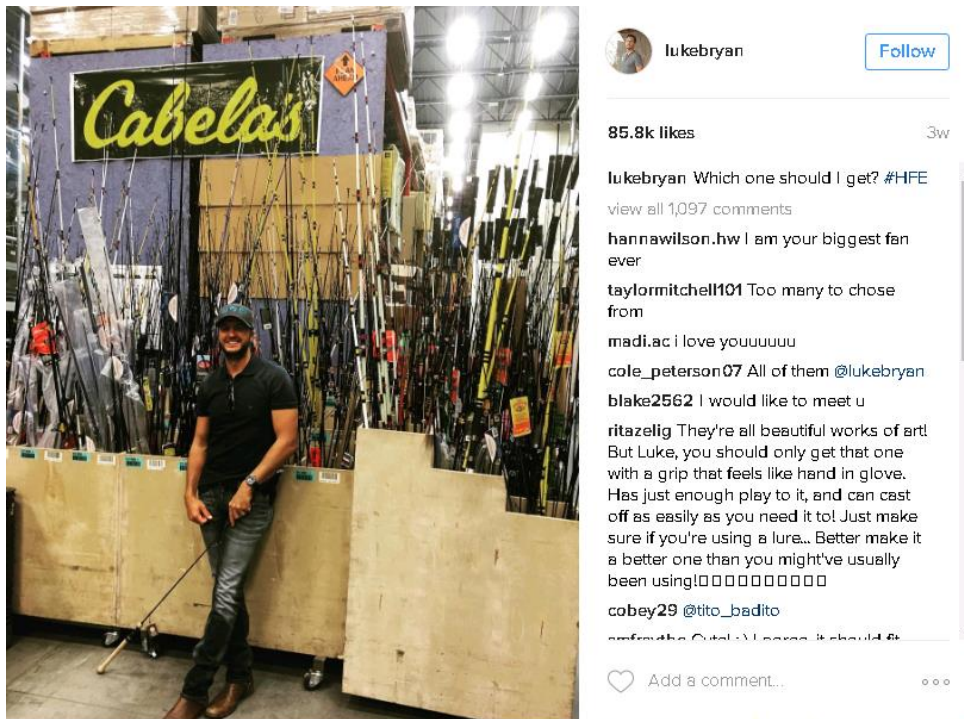 Cabela's
lukebryan
Follow
85.8k likes
3w
lukebryan Which one should I get? #HFE
view all 1,097 comments
hannawilson.hw I am your biggest fan
ever
taylormitchell101 Too many to chose
from
madi.ac i love youuuuuu
cole_peterson07 All of them @lukebryan
blake2562 I would like to meet u
ritazelig They're all beautiful works of art!
But Luke, you should only get that one
with a grip that feels like hand in glove.
Has just enough play to it, and can cast
off as easily as you need it to! Just make
sure if you're using a lure... Better make it
a better one than you might've usually
been using!▯▯▯▯▯▯▯▯▯▯
cobey29 @tito_badito
Add a comment...